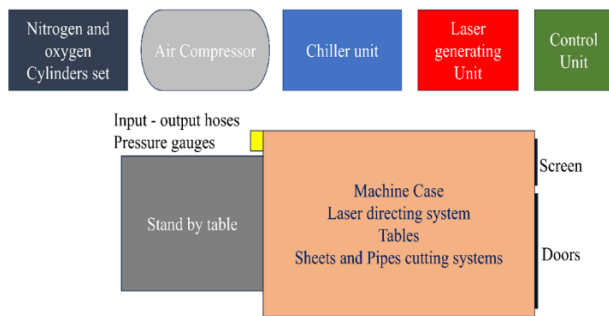 Nitrogen and
oxygen
Cylinders set
Air Compressor
Chiller unit
Laser
generating
Unit
Control
Unit
Input - output hoses
Pressure gauges
Stand by table
Machine Case
Laser directing system
Tables
Sheets and Pipes cutting systems
Screen
Doors